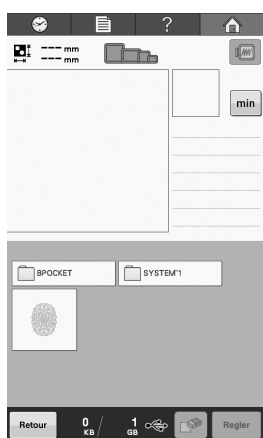 ?
--- mm
--- mm
min
BPOCKET
SYSTEM~1
Retour
0 KB / 1 GB
Regler